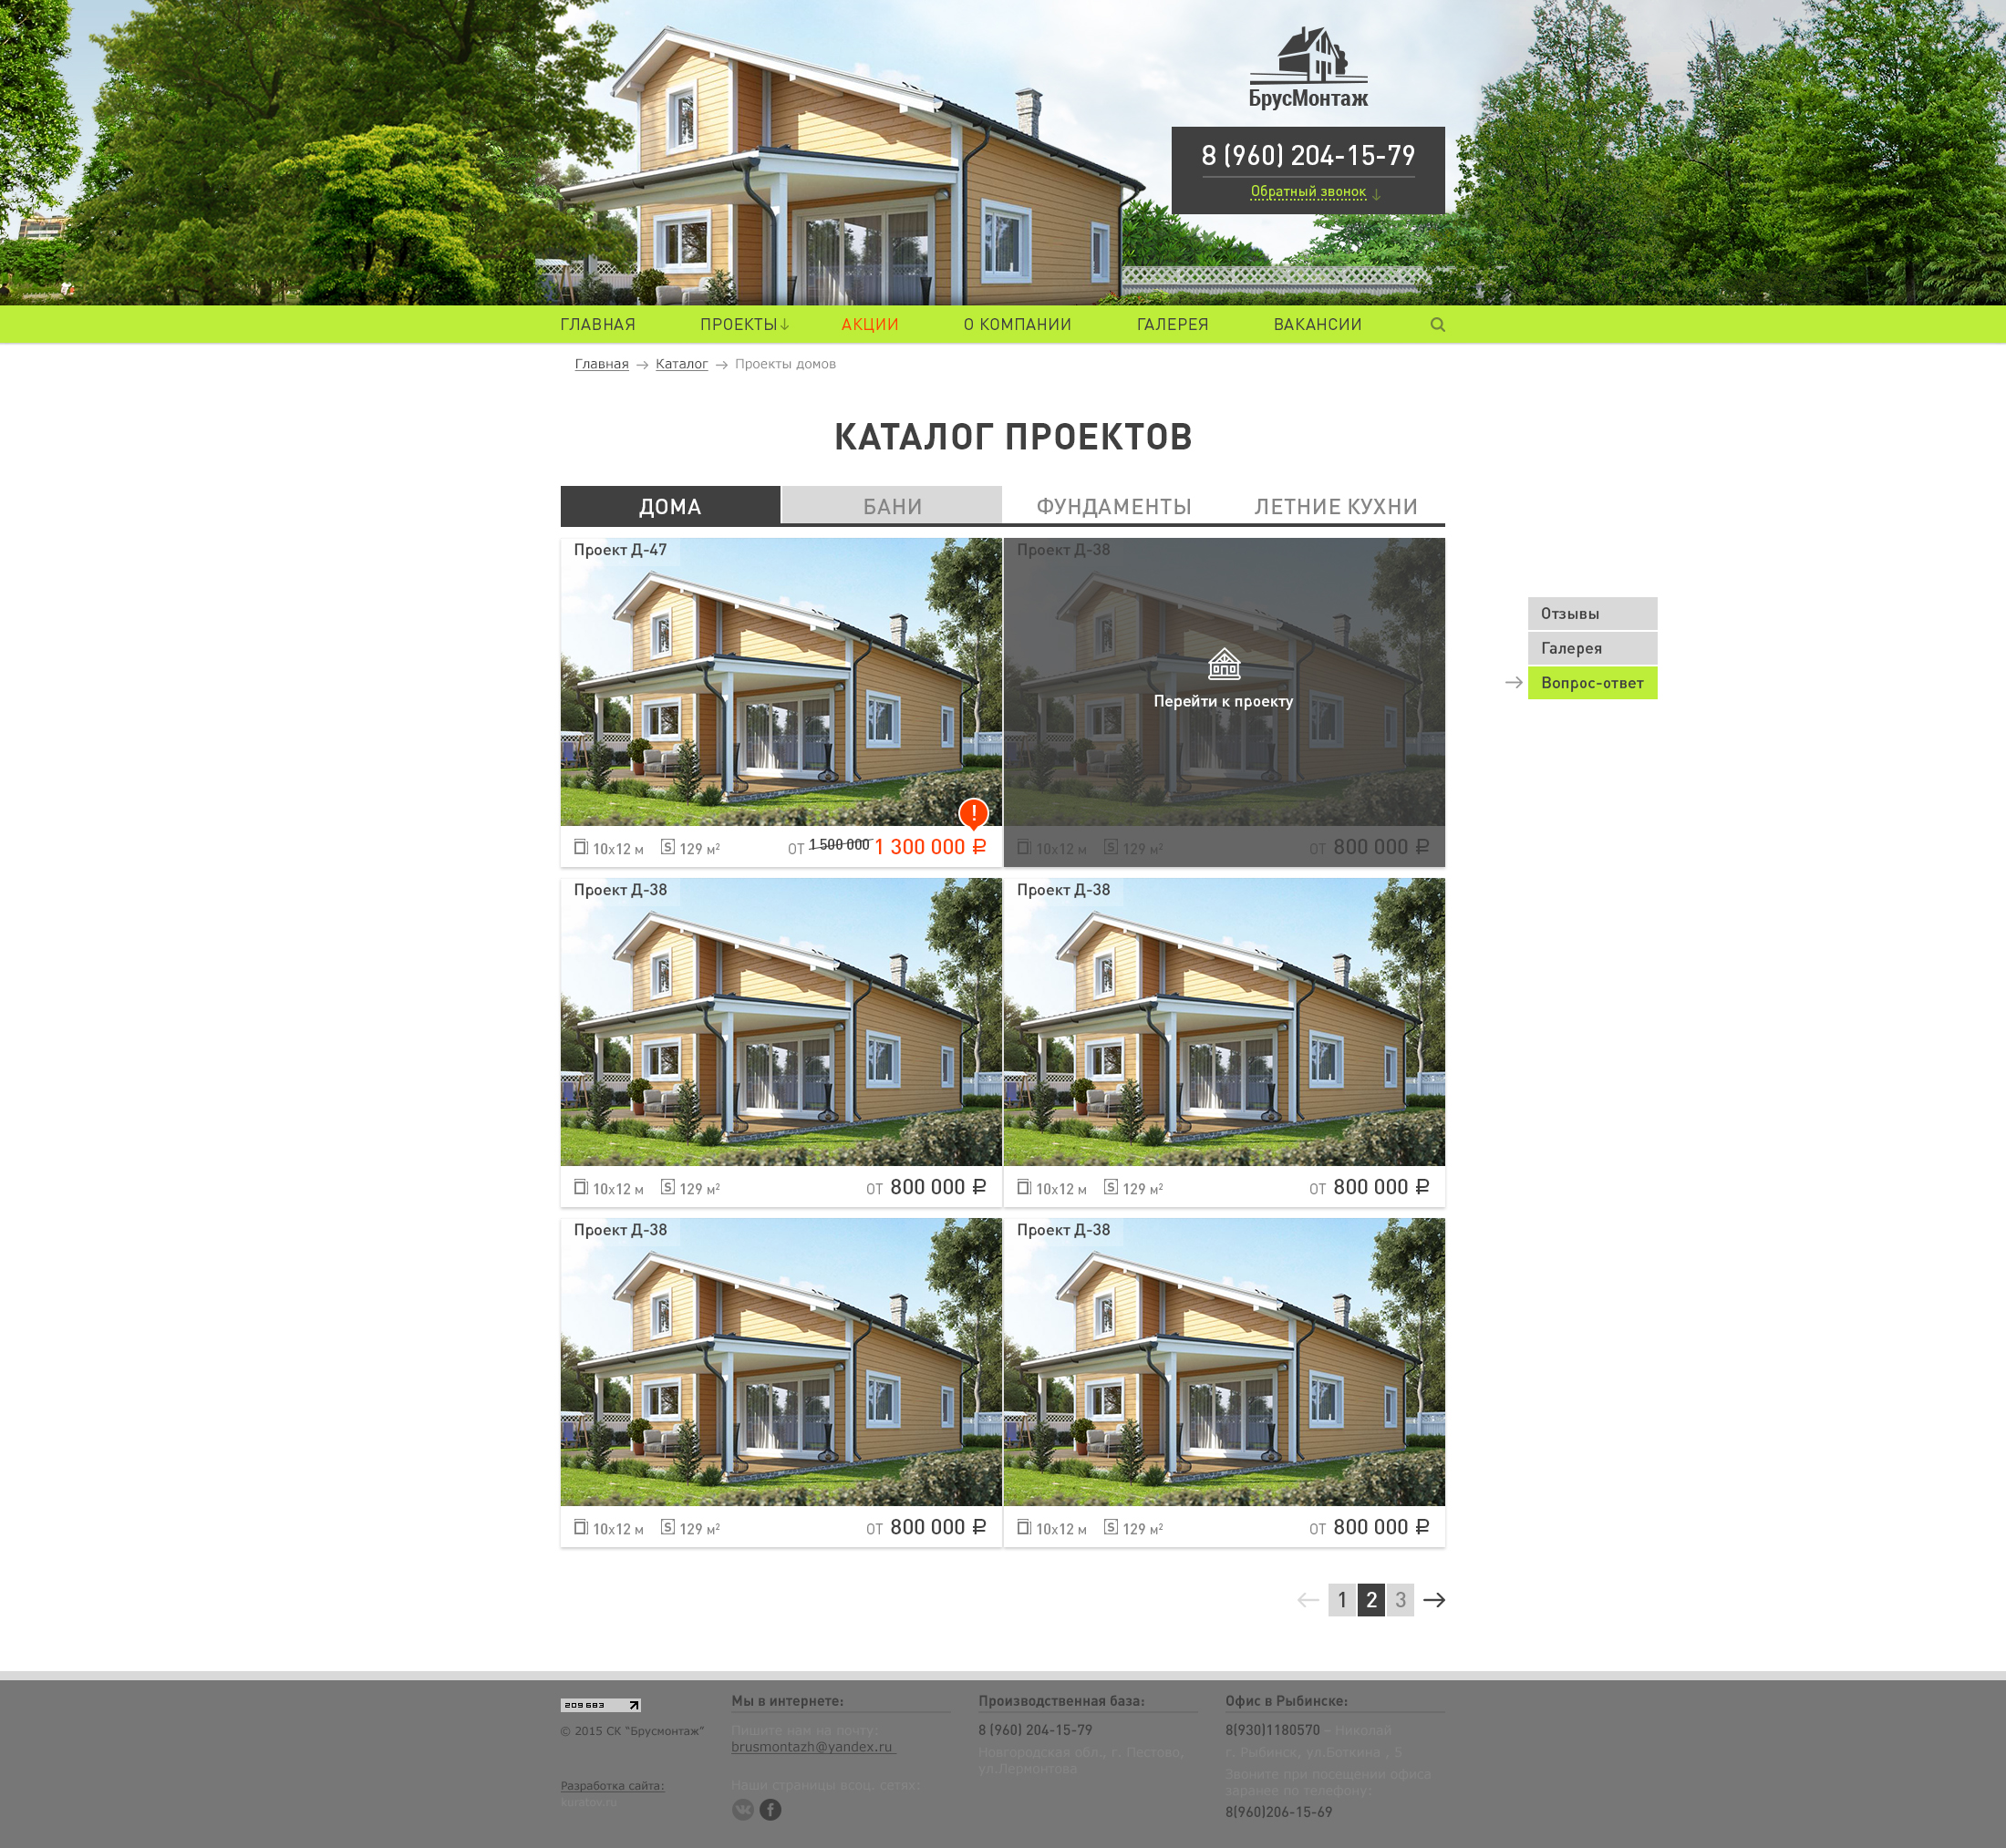 БрусМонтаж
8 (960) 204-15-79
Обратный звонок
ГЛАВНАЯ ПРОЕКТЫ АКЦИИ О КОМПАНИИ ГАЛЕРЕЯ ВАКАНСИИ
Главная → Каталог → Проекты домов
КАТАЛОГ ПРОЕКТОВ
ДОМА БАНИ ФУНДАМЕНТЫ ЛЕТНИЕ КУХНИ
Проект Д-47
10х12 м S 129 м² ОТ 1 500 000 1 300 000 ₽
!
Проект Д-38
Перейти к проекту
10х12 м S 129 м² ОТ 800 000 ₽
Отзывы
Галерея
→ Вопрос-ответ
Проект Д-38
10х12 м S 129 м² ОТ 800 000 ₽
Проект Д-38
10х12 м S 129 м² ОТ 800 000 ₽
Проект Д-38
10х12 м S 129 м² ОТ 800 000 ₽
Проект Д-38
10х12 м S 129 м² ОТ 800 000 ₽
← 1 2 3 →
209 683
© 2015 СК "Брусмонтаж"
Разработка сайта:
kuratov.ru
Мы в интернете:
Пишите нам на почту:
brusmontazh@yandex.ru
Наши страницы всоц. сетях:
Производственная база:
8 (960) 204-15-79
Новгородская обл., г. Пестово,
ул.Лермонтова
Офис в Рыбинске:
8(930)1180570 – Николай
г. Рыбинск, ул.Боткина , 5
Звоните при посещении офиса
заранее по телефону:
8(960)206-15-69